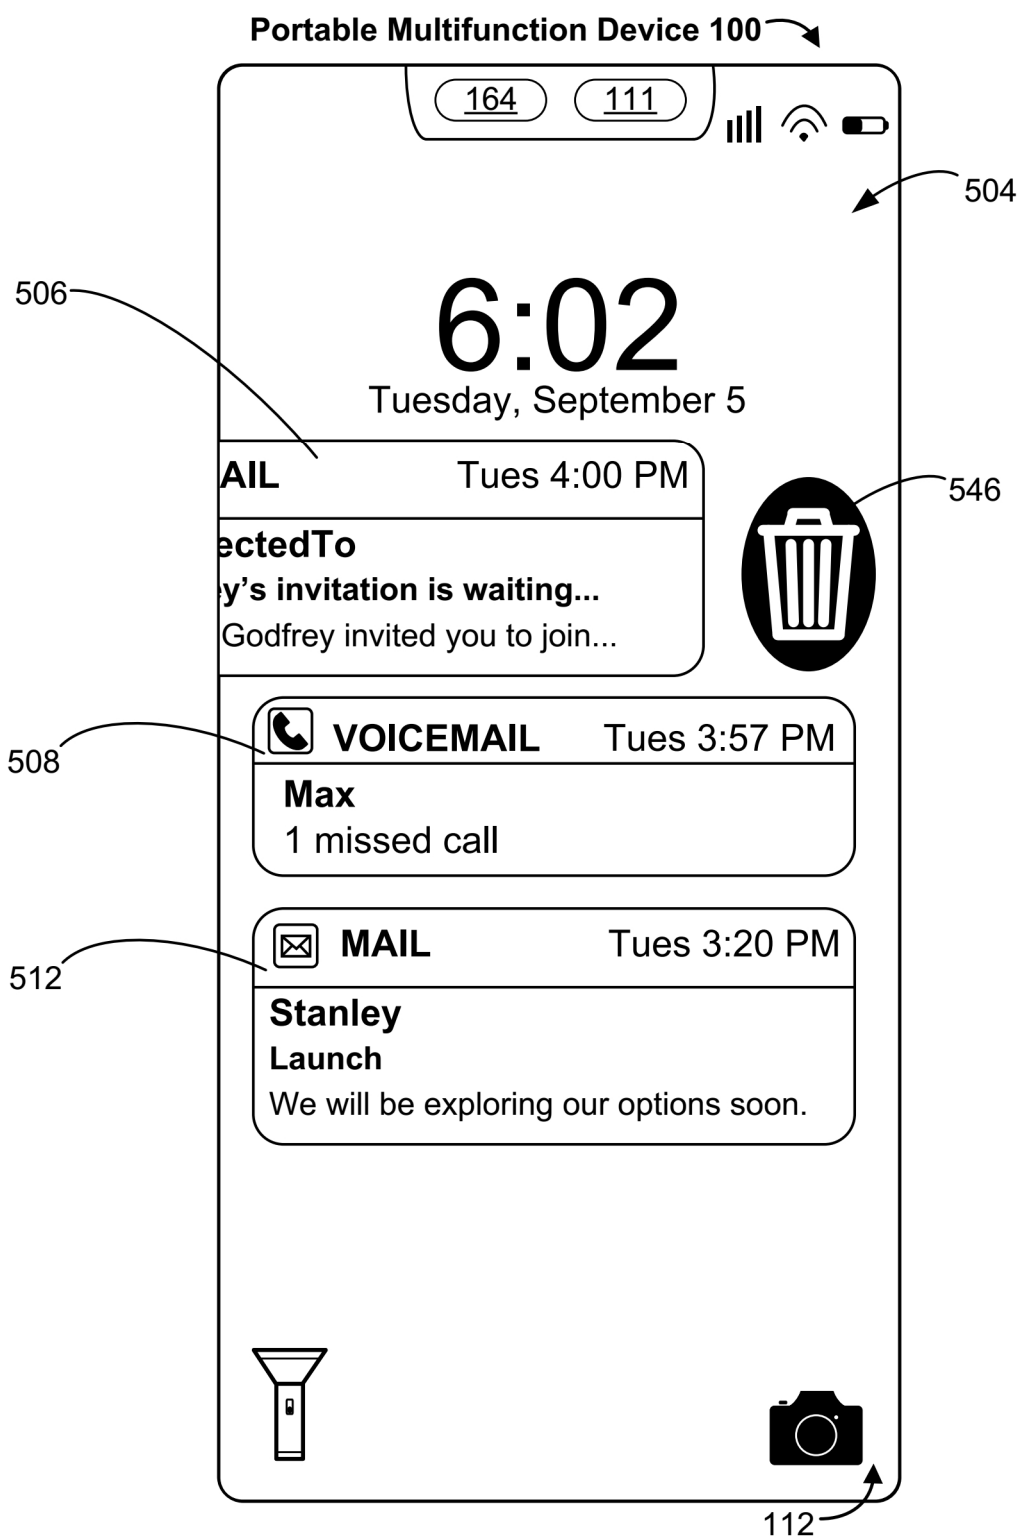 Portable Multifunction Device 100
164 111
504
506
6:02
Tuesday, September 5
AIL Tues 4:00 PM
546
ectedTo
ey’s invitation is waiting...
Godfrey invited you to join...
508
VOICEMAIL Tues 3:57 PM
Max
1 missed call
512
MAIL Tues 3:20 PM
Stanley
Launch
We will be exploring our options soon.
112